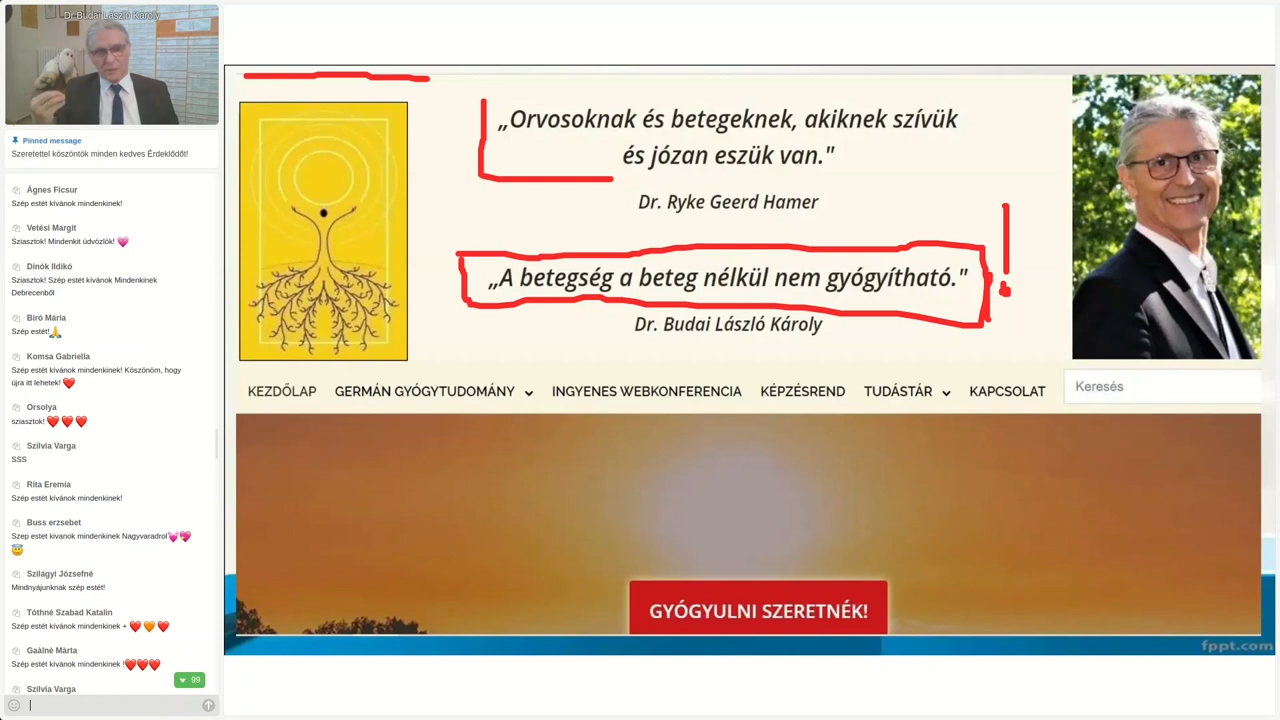 Dr Budai László Károly
Pinned message
Szeretettel köszöntök minden kedves Érdeklődőt!
Ágnes Ficsur
Szép estét kívánok mindenkinek!
Vetési Margit
Sziasztok! Mindenkit üdvözlök! 💗
Dinók Ildikó
Sziasztok! Szép estét kívánok Mindenkinek
Debrecenből
Biró Mária
Szép estét!🙏
Komsa Gabriella
Szép estét kívánok mindenkinek! Köszönöm, hogy
újra itt lehetek! ❤️
Orsolya
sziasztok! ❤️ ❤️ ❤️
Szilvia Varga
SSS
Rita Eremia
Szép estét kívánok mindenkinek!
Buss erzsebet
Szep estet kivanok mindenkinek Nagyvaradrol💓💖
😇
Szilágyi Józsefné
Mindnyájunknak szép estét!
Tóthné Szabad Katalin
Szép estét kívánok mindenkinek + ❤️ 🧡 ❤️
Gaàlnè Màrta
Szép estét kívánok mindenkinek !❤️❤️❤️
99
Szilvia Varga
„Orvosoknak és betegeknek, akiknek szívük
és józan eszük van."
Dr. Ryke Geerd Hamer
„A betegség a beteg nélkül nem gyógyítható."
!
Dr. Budai László Károly
KEZDŐLAP GERMÁN GYÓGYTUDOMÁNY INGYENES WEBKONFERENCIA KÉPZÉSREND TUDÁSTÁR KAPCSOLAT Keresés
GYÓGYULNI SZERETNÉK!
fppt.com